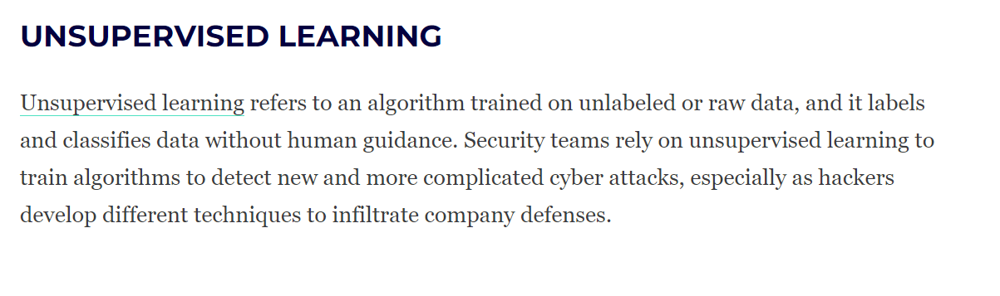 UNSUPERVISED LEARNING
Unsupervised learning refers to an algorithm trained on unlabeled or raw data, and it labels
and classifies data without human guidance. Security teams rely on unsupervised learning to
train algorithms to detect new and more complicated cyber attacks, especially as hackers
develop different techniques to infiltrate company defenses.